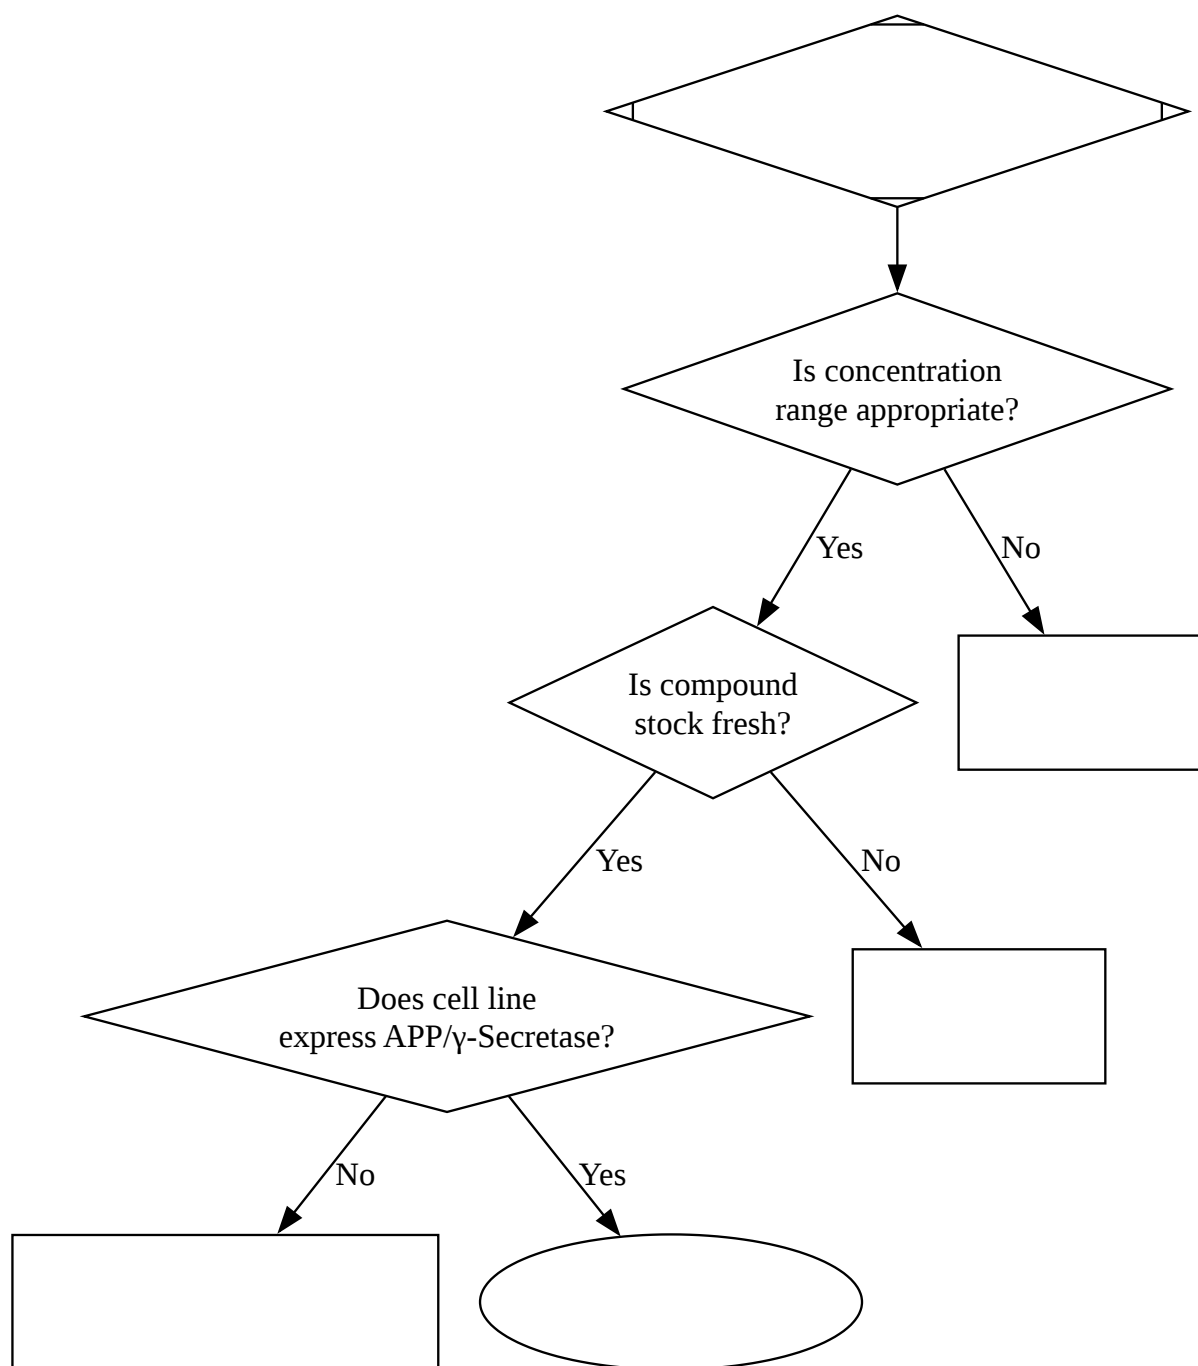 Is concentration
range appropriate?
Yes
No
Is compound
stock fresh?
Yes
No
Does cell line
express APP/γ-Secretase?
No
Yes